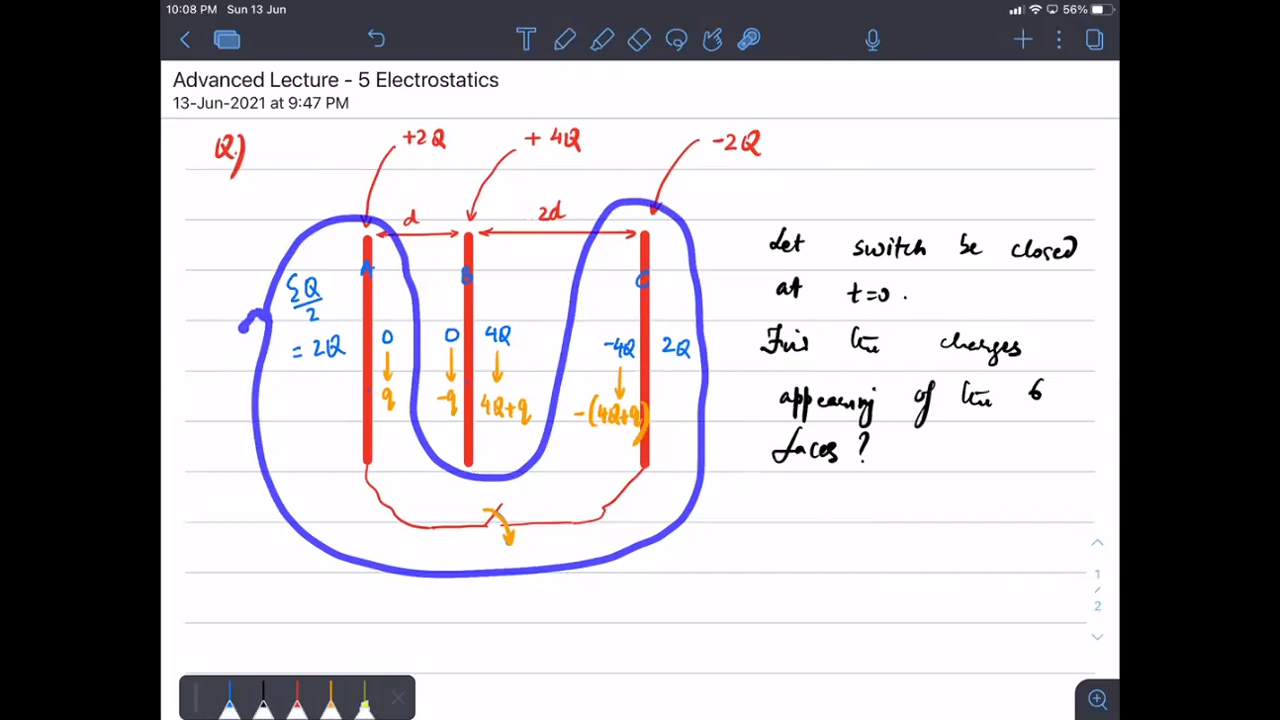 10:08 PM Sun 13 Jun
56%
T
Advanced Lecture - 5 Electrostatics
13-Jun-2021 at 9:47 PM
Q)
+2Q
+ 4Q
-2Q
d
2d
A
B
C
ΣQ/2
= 2Q
0
0
4Q
-4Q
2Q
q
-q
4Q+q
-(4Q+q)
Let switch be closed
at t=0.
Find the charges
appearing of the 6
faces?
1
2